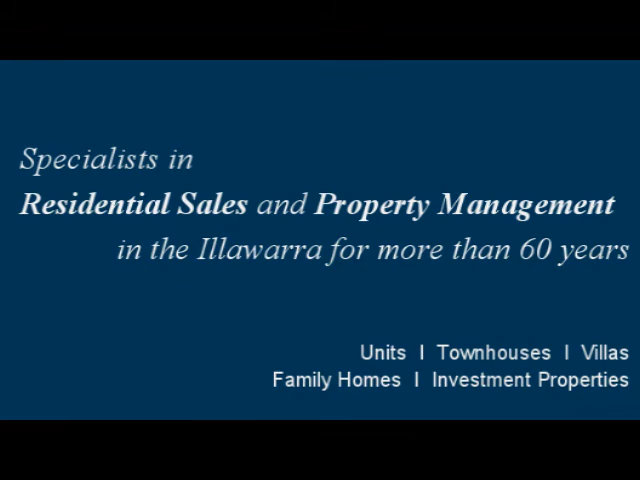 Specialists in
Residential Sales and Property Management
in the Illawarra for more than 60 years
Units I Townhouses I Villas
Family Homes I Investment Properties